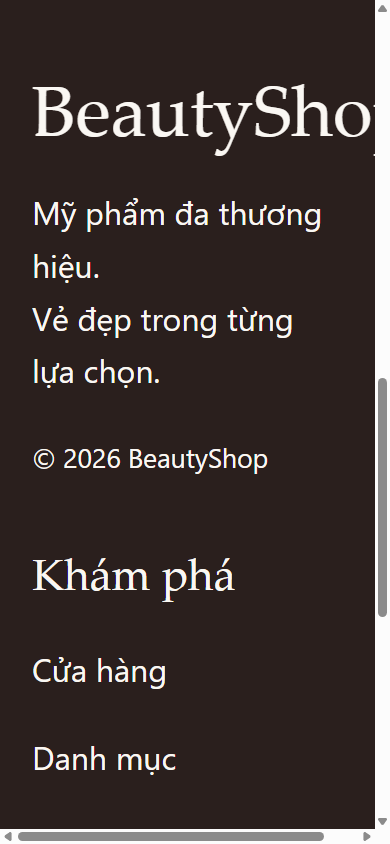 BeautySho
Mỹ phẩm đa thương
hiệu.
Vẻ đẹp trong từng
lựa chọn.
© 2026 BeautyShop
Khám phá
Cửa hàng
Danh mục